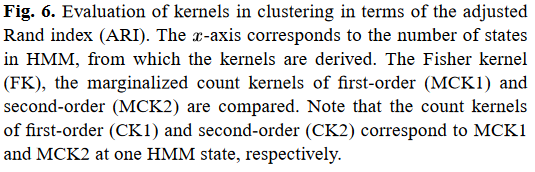 Fig. 6. Evaluation of kernels in clustering in terms of the adjusted
Rand index (ARI). The x-axis corresponds to the number of states
in HMM, from which the kernels are derived. The Fisher kernel
(FK), the marginalized count kernels of first-order (MCK1) and
second-order (MCK2) are compared. Note that the count kernels
of first-order (CK1) and second-order (CK2) correspond to MCK1
and MCK2 at one HMM state, respectively.